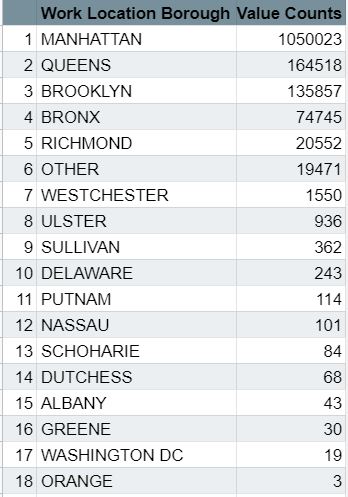 Work Location Borough Value Counts
1 MANHATTAN 1050023
2 QUEENS 164518
3 BROOKLYN 135857
4 BRONX 74745
5 RICHMOND 20552
6 OTHER 19471
7 WESTCHESTER 1550
8 ULSTER 936
9 SULLIVAN 362
10 DELAWARE 243
11 PUTNAM 114
12 NASSAU 101
13 SCHOHARIE 84
14 DUTCHESS 68
15 ALBANY 43
16 GREENE 30
17 WASHINGTON DC 19
18 ORANGE 3